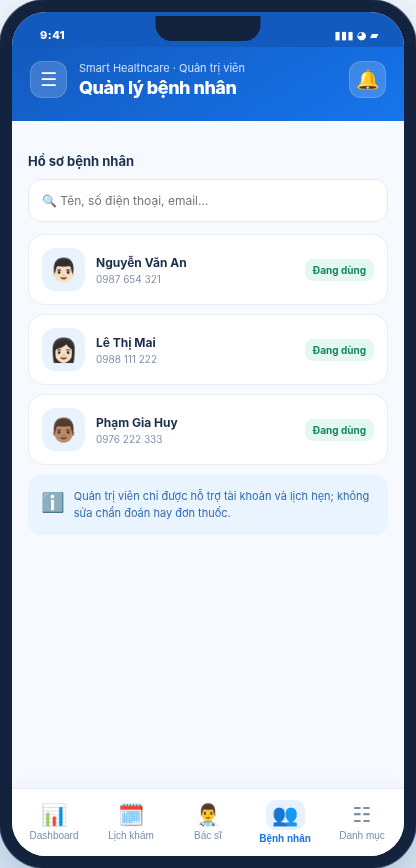 9:41
Smart Healthcare · Quản trị viên
Quản lý bệnh nhân
Hồ sơ bệnh nhân
Tên, số điện thoại, email...
Nguyễn Văn An
0987 654 321
Đang dùng
Lê Thị Mai
0988 111 222
Đang dùng
Phạm Gia Huy
0976 222 333
Đang dùng
Quản trị viên chỉ được hỗ trợ tài khoản và lịch hẹn; không
sửa chẩn đoán hay đơn thuốc.
Dashboard
Lịch khám
Bác sĩ
Bệnh nhân
Danh mục